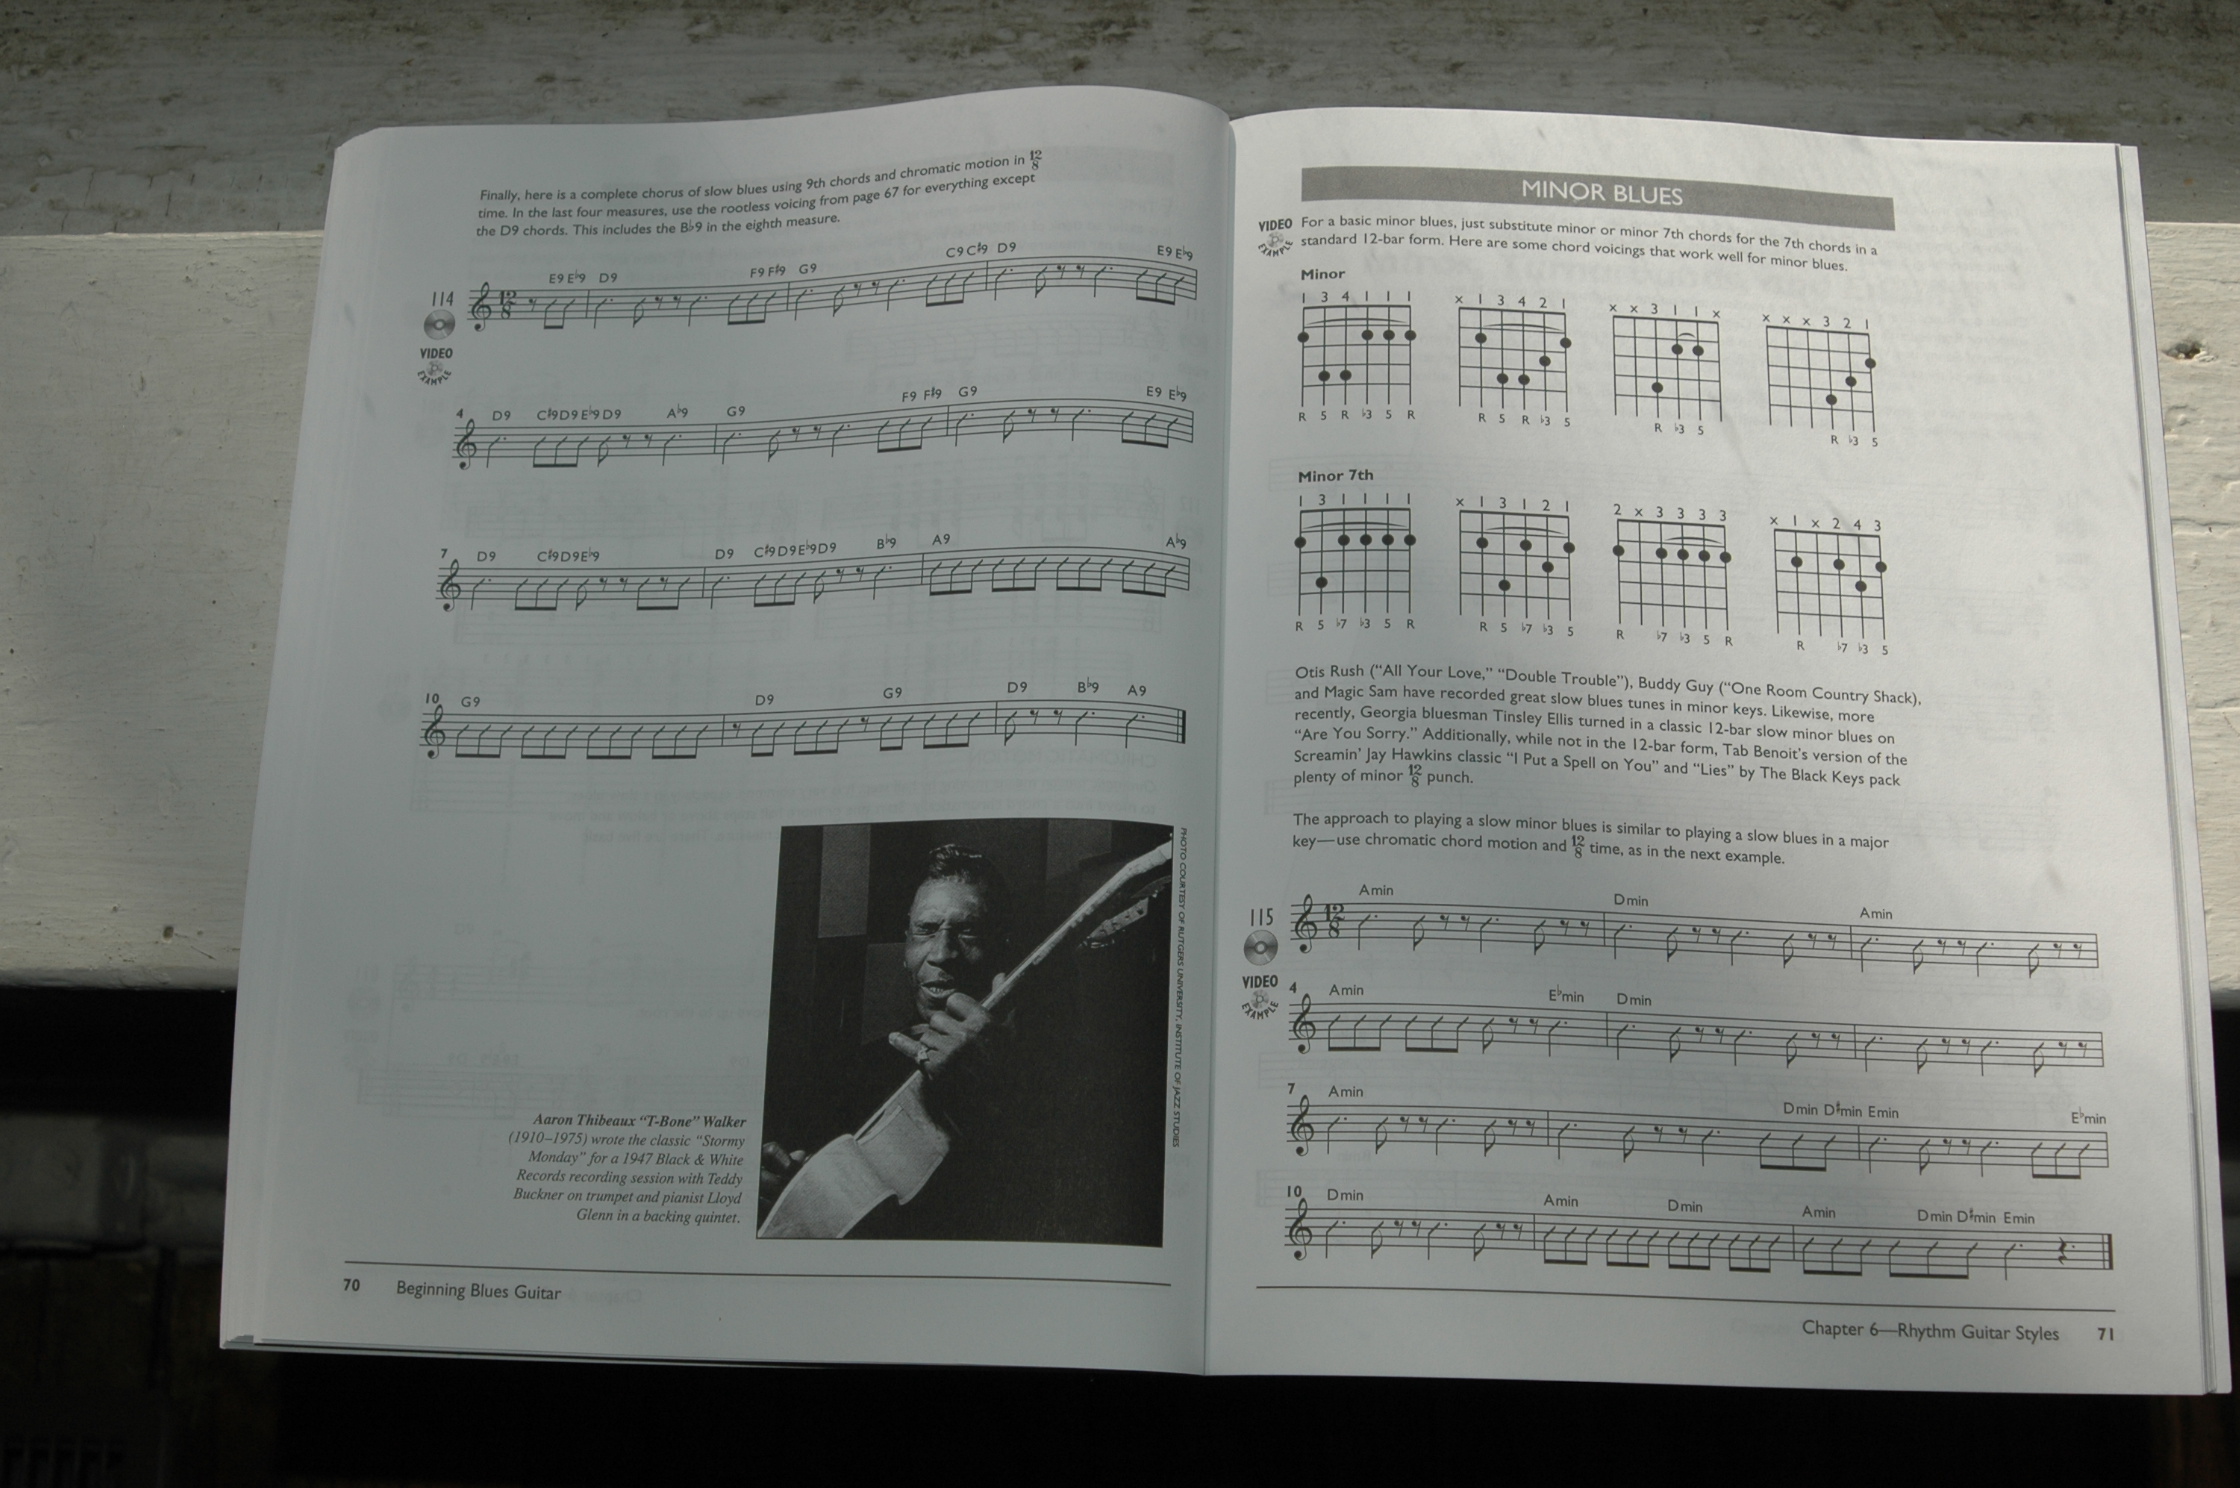 Finally, here is a complete chorus of slow blues using 9th chords and chromatic motion in 12/8
time. In the last four measures, use the rootless voicing from page 67 for everything except
the D9 chords. This includes the B♭9 in the eighth measure.
114
VIDEO
EXAMPLE
E9 E♭9 D9 F9 F♯9 G9 C9 C♯9 D9 E9 E♭9
12
8
4 D9 C♯9 D9 E♭9 D9 A♭9 G9 F9 F♯9 G9 E9 E♭9
7 D9 C♯9 D9 E♭9 D9 C♯9 D9 E♭9 D9 B♭9 A9 A♭9
10 G9 D9 G9 D9 B♭9 A9
PHOTO COURTESY OF RUTGERS UNIVERSITY, INSTITUTE OF JAZZ STUDIES
Aaron Thibeaux “T-Bone” Walker
(1910–1975) wrote the classic “Stormy
Monday” for a 1947 Black & White
Records recording session with Teddy
Buckner on trumpet and pianist Lloyd
Glenn in a backing quintet.
70 Beginning Blues Guitar
MINOR BLUES
VIDEO
EXAMPLE
For a basic minor blues, just substitute minor or minor 7th chords for the 7th chords in a
standard 12-bar form. Here are some chord voicings that work well for minor blues.
Minor
1 3 4 1 1 1 x 1 3 4 2 1 x x 3 1 1 x x x x 3 2 1
R 5 R ♭3 5 R R 5 R ♭3 5 R ♭3 5 R ♭3 5
Minor 7th
1 3 1 1 1 1 x 1 3 1 2 1 2 x 3 3 3 3 x 1 x 2 4 3
R 5 ♭7 ♭3 5 R R 5 ♭7 ♭3 5 R ♭7 ♭3 5 R R ♭7 ♭3 5
Otis Rush (“All Your Love,” “Double Trouble”), Buddy Guy (“One Room Country Shack),
and Magic Sam have recorded great slow blues tunes in minor keys. Likewise, more
recently, Georgia bluesman Tinsley Ellis turned in a classic 12-bar slow minor blues on
“Are You Sorry.” Additionally, while not in the 12-bar form, Tab Benoit’s version of the
Screamin’ Jay Hawkins classic “I Put a Spell on You” and “Lies” by The Black Keys pack
plenty of minor 12/8 punch.
The approach to playing a slow minor blues is similar to playing a slow blues in a major
key—use chromatic chord motion and 12/8 time, as in the next example.
115
VIDEO
EXAMPLE
Amin Dmin Amin
12
8
4 Amin E♭min Dmin
7 Amin Dmin D♯min Emin E♭min
10 Dmin Amin Dmin Amin Dmin D♯min Emin
Chapter 6—Rhythm Guitar Styles 71